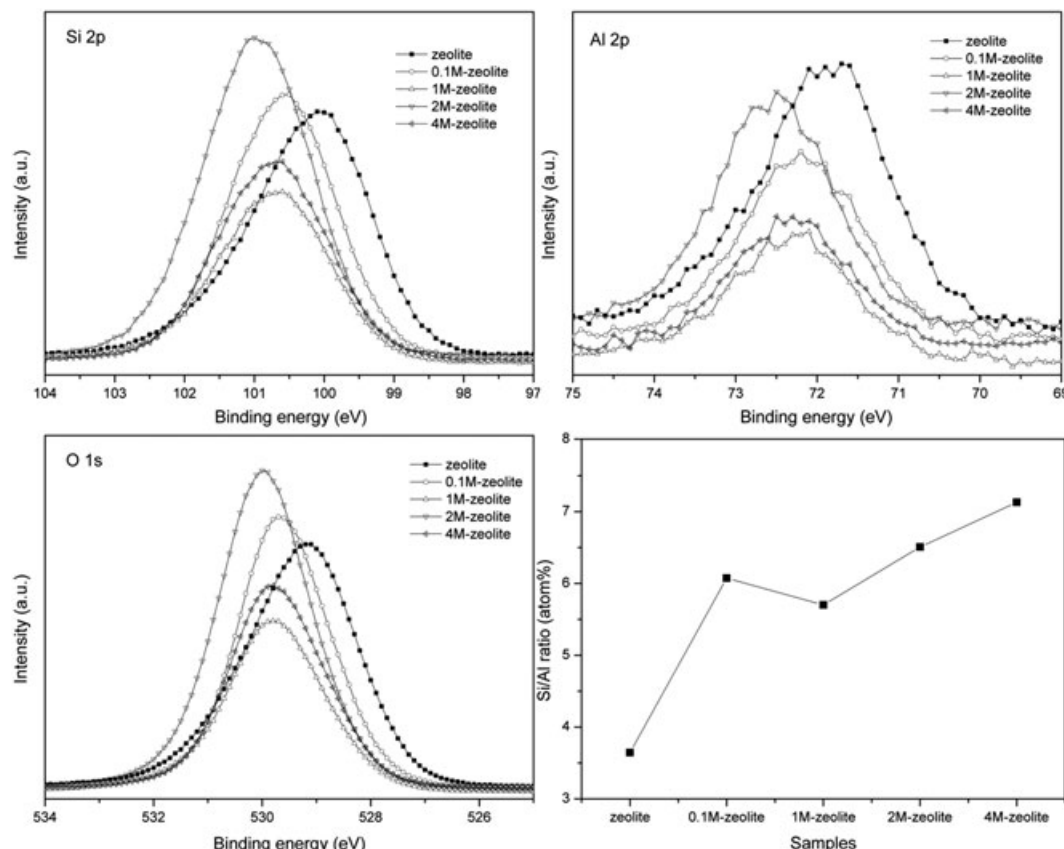 Si 2p
zeolite
0.1M-zeolite
1M-zeolite
2M-zeolite
4M-zeolite
Intensity (a.u.)
104 103 102 101 100 99 98 97
Binding energy (eV)
Al 2p
zeolite
0.1M-zeolite
1M-zeolite
2M-zeolite
4M-zeolite
Intensity (a.u.)
75 74 73 72 71 70 69
Binding energy (eV)
O 1s
zeolite
0.1M-zeolite
1M-zeolite
2M-zeolite
4M-zeolite
Intensity (a.u.)
534 532 530 528 526
Binding energy (eV)
8
7
6
5
4
3
Si/Al ratio (atom%)
zeolite 0.1M-zeolite 1M-zeolite 2M-zeolite 4M-zeolite
Samples